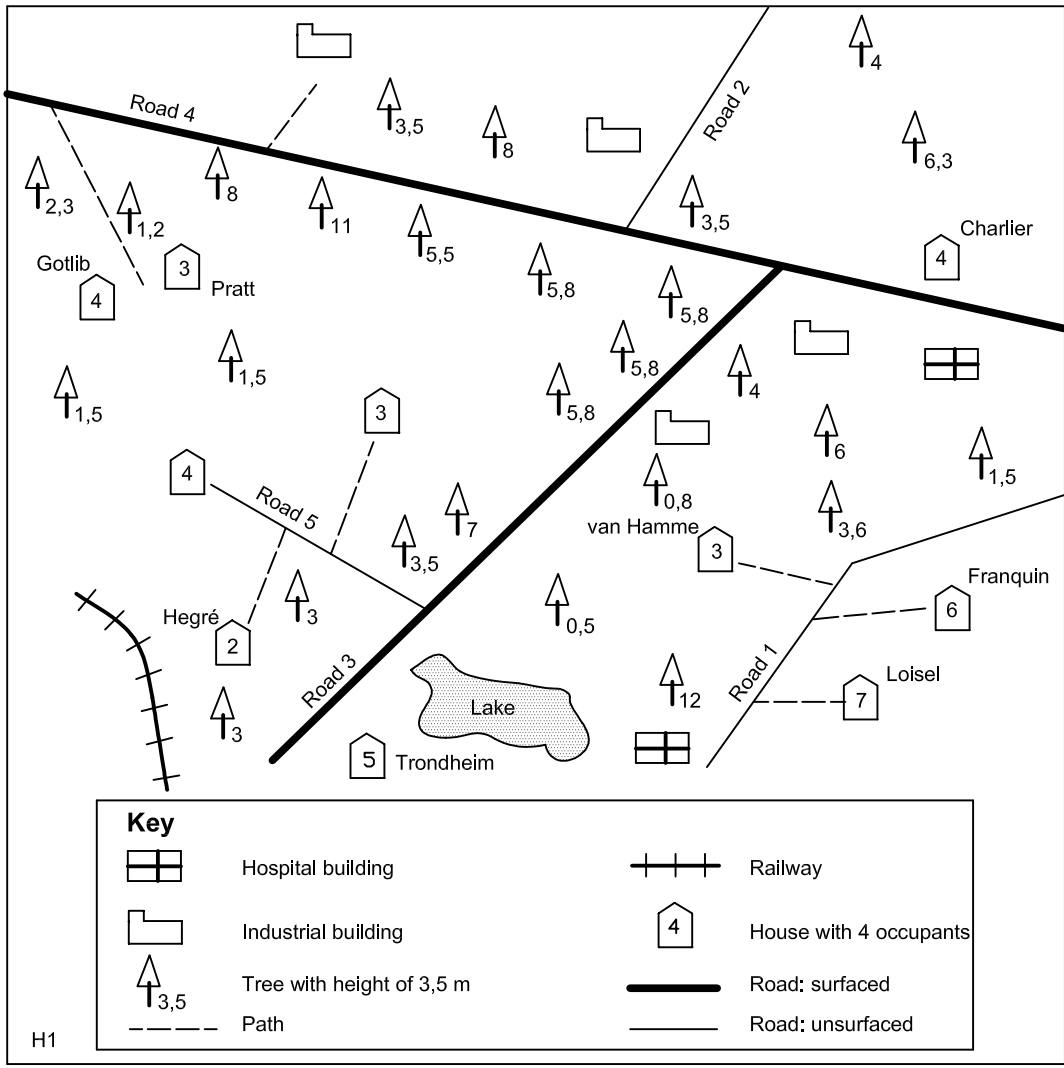 4
Road 4
3,5
Road 2
8
6,3
2,3
8
1,2
11
3,5
5,5
Charlier
4
Gotlib
3
4
Pratt
5,8
5,8
5,8
4
1,5
1,5
5,8
3
6
1,5
4
Road 5
7
0,8
3,6
3,5
van Hamme
3
Franquin
6
3
0,5
Hegré
2
Road 3
Road 1
Loisel
7
12
Lake
3
5
Trondheim
Key
Hospital building
Railway
Industrial building
4
House with 4 occupants
3,5
Tree with height of 3,5 m
Road: surfaced
Path
Road: unsurfaced
H1